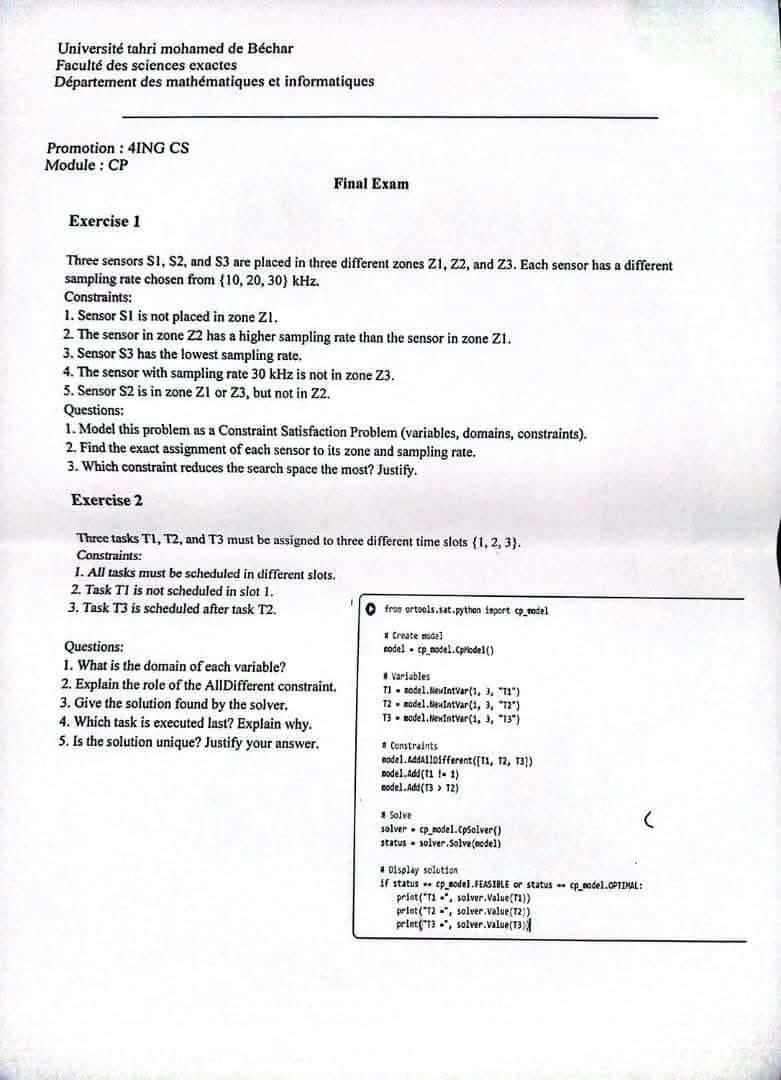 Université tahri mohamed de Béchar
Faculté des sciences exactes
Département des mathématiques et informatiques
Promotion : 4ING CS
Module : CP
Final Exam
Exercise 1
Three sensors S1, S2, and S3 are placed in three different zones Z1, Z2, and Z3. Each sensor has a different
sampling rate chosen from {10, 20, 30} kHz.
Constraints:
1. Sensor S1 is not placed in zone Z1.
2. The sensor in zone Z2 has a higher sampling rate than the sensor in zone Z1.
3. Sensor S3 has the lowest sampling rate.
4. The sensor with sampling rate 30 kHz is not in zone Z3.
5. Sensor S2 is in zone Z1 or Z3, but not in Z2.
Questions:
1. Model this problem as a Constraint Satisfaction Problem (variables, domains, constraints).
2. Find the exact assignment of each sensor to its zone and sampling rate.
3. Which constraint reduces the search space the most? Justify.
Exercise 2
Three tasks T1, T2, and T3 must be assigned to three different time slots {1, 2, 3}.
Constraints:
1. All tasks must be scheduled in different slots.
2. Task T1 is not scheduled in slot 1.
3. Task T3 is scheduled after task T2.
Questions:
1. What is the domain of each variable?
2. Explain the role of the AllDifferent constraint.
3. Give the solution found by the solver.
4. Which task is executed last? Explain why.
5. Is the solution unique? Justify your answer.
from ortools.sat.python import cp_model
# Create model
model = cp_model.CpModel()
# Variables
T1 = model.NewIntVar(1, 3, "T1")
T2 = model.NewIntVar(1, 3, "T2")
T3 = model.NewIntVar(1, 3, "T3")
# Constraints
model.AddAllDifferent([T1, T2, T3])
model.Add(T1 != 1)
model.Add(T3 > T2)
# Solve
solver = cp_model.CpSolver()
status = solver.Solve(model)
# Display solution
if status == cp_model.FEASIBLE or status == cp_model.OPTIMAL:
print("T1 =", solver.Value(T1))
print("T2 =", solver.Value(T2))
print("T3 =", solver.Value(T3))